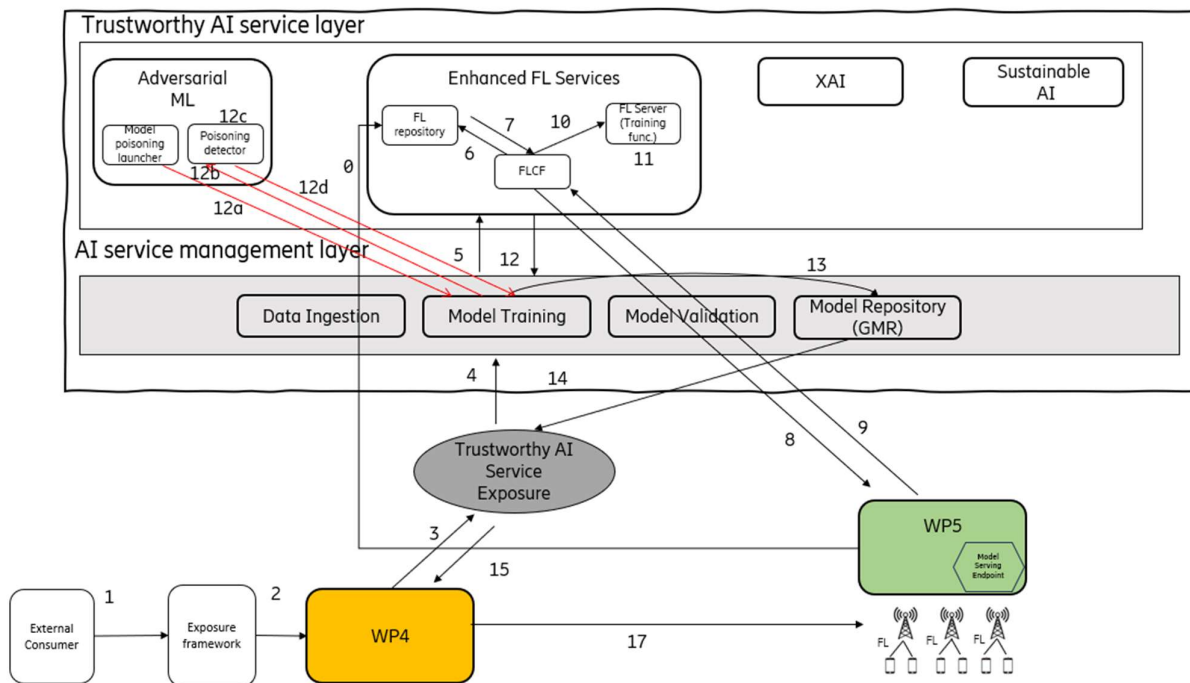 Trustworthy AI service layer
Adversarial
ML
12c
Model
poisoning
launcher
Poisoning
detector
12b
12a
12d
0
Enhanced FL Services
FL
repository
7
10
6
FL Server
(Training
func.)
11
FLCF
XAI
Sustainable
AI
AI service management layer
5
12
13
Data Ingestion
Model Training
Model Validation
Model Repository
(GMR)
4
14
8
9
Trustworthy AI
Service
Exposure
3
15
WP5
Model
Serving
Endpoint
1
2
External
Consumer
Exposure
framework
WP4
17
FL
FL
FL